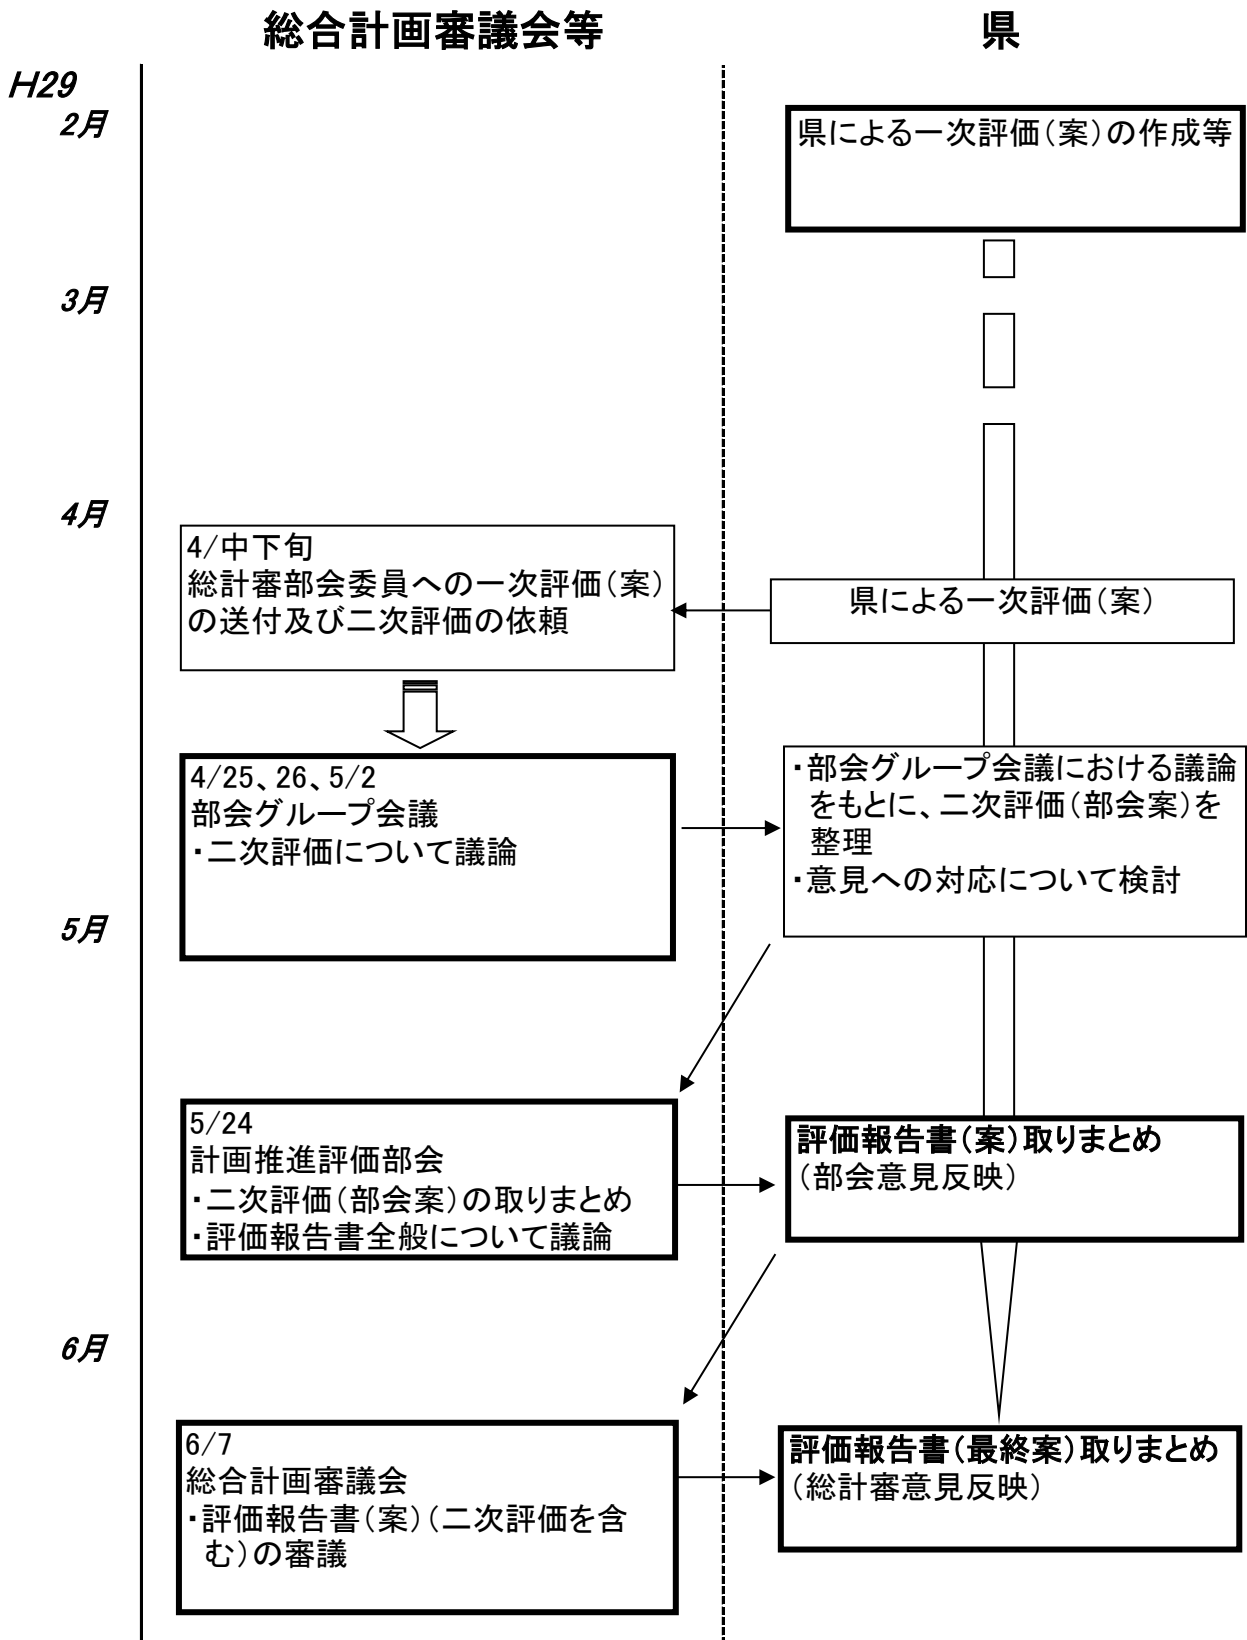 総合計画審議会等
県
H29
2月
県による一次評価（案）の作成等
3月
4月
4/中下旬
総計審部会委員への一次評価（案）
の送付及び二次評価の依頼
県による一次評価（案）
4/25、26、5/2
部会グループ会議
・二次評価について議論
・部会グループ会議における議論
をもとに、二次評価（部会案）を
整理
・意見への対応について検討
5月
5/24
計画推進評価部会
・二次評価（部会案）の取りまとめ
・評価報告書全般について議論
評価報告書（案）取りまとめ
（部会意見反映）
6月
6/7
総合計画審議会
・評価報告書（案）（二次評価を含
む）の審議
評価報告書（最終案）取りまとめ
（総計審意見反映）